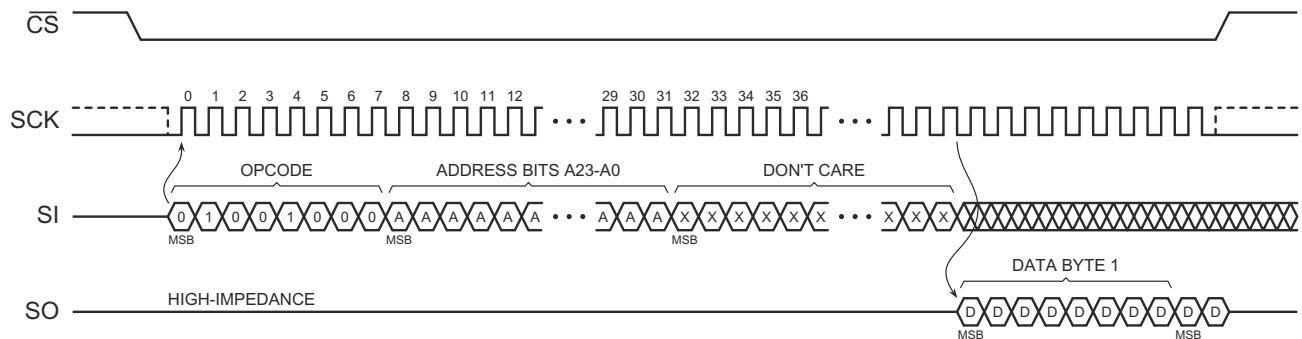 CS
SCK 0 1 2 3 4 5 6 7 8 9 10 11 12 29 30 31 32 33 34 35 36
OPCODE ADDRESS BITS A23-A0 DON'T CARE
SI 0 1 0 0 1 0 0 0 A A A A A A A A A X X X X X X X X X
MSB MSB MSB
DATA BYTE 1
HIGH-IMPEDANCE
SO D D D D D D D D D D
MSB MSB